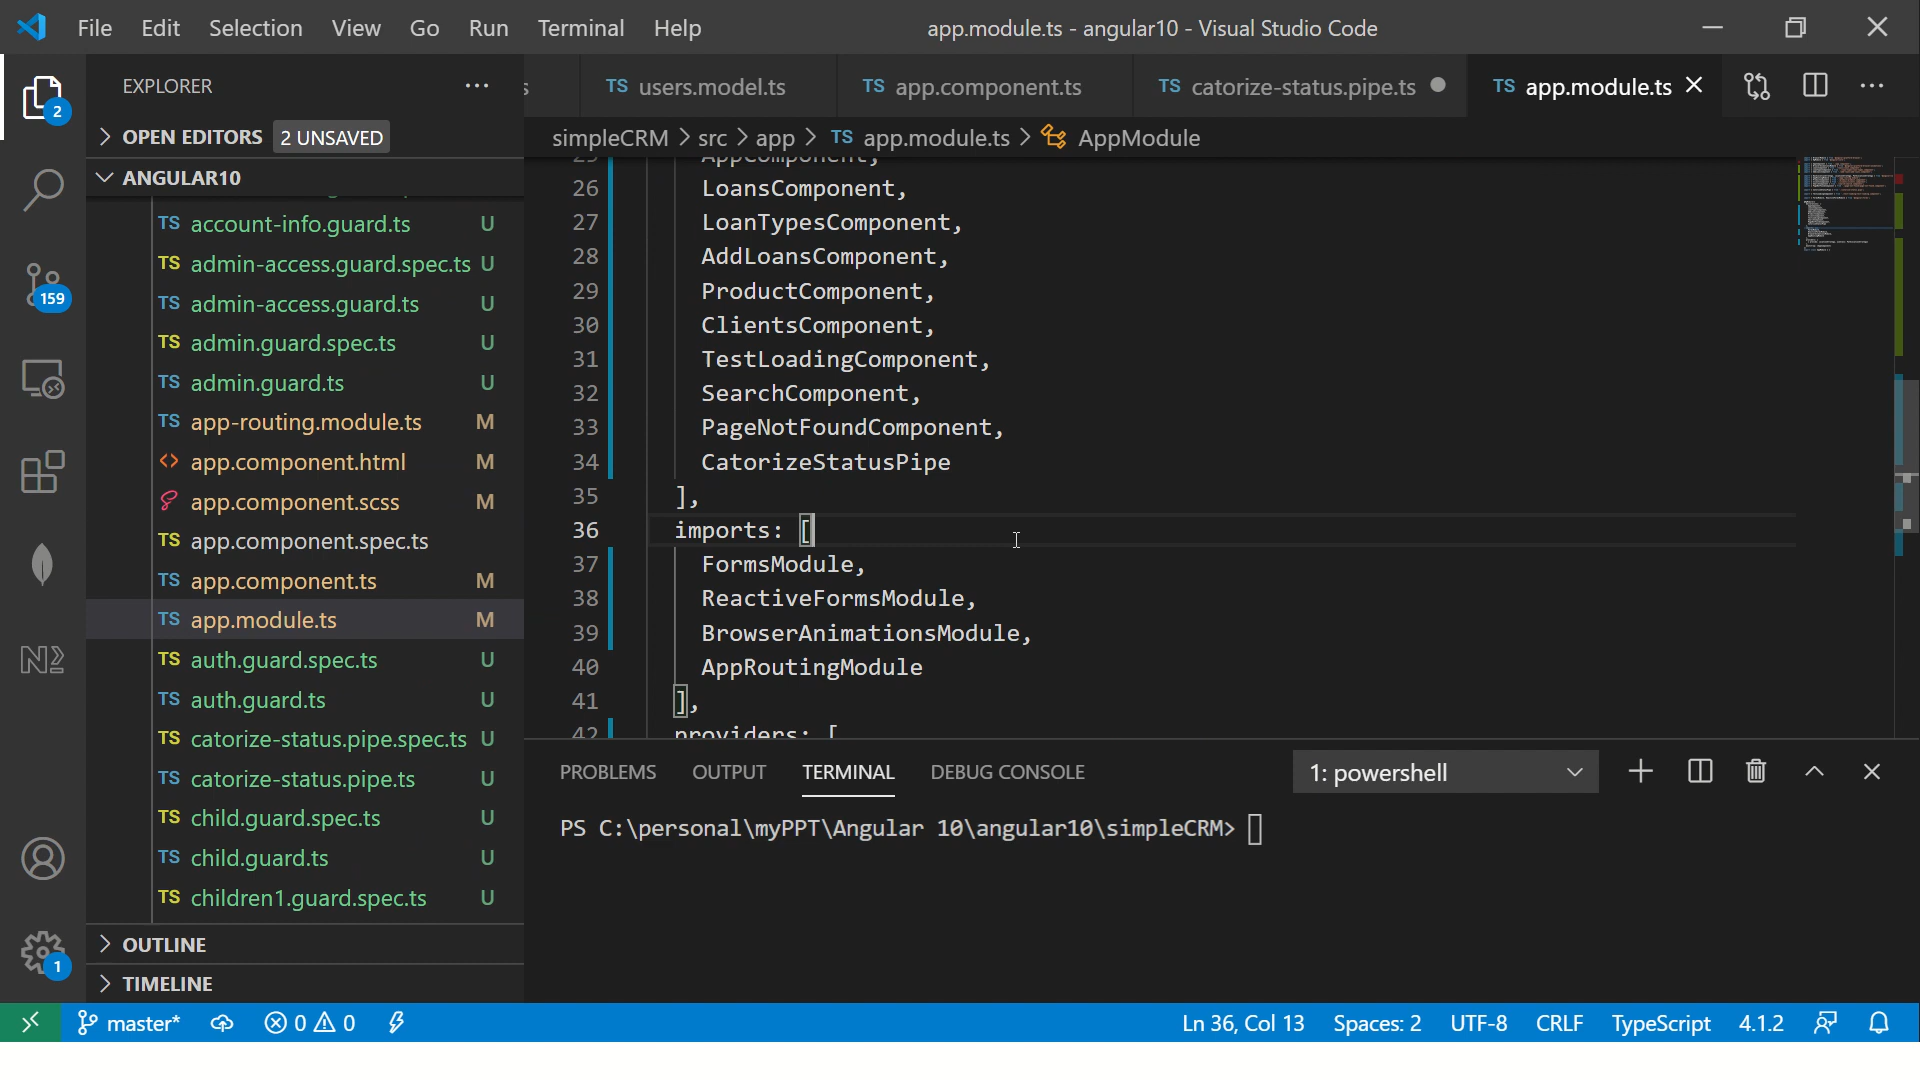 File Edit Selection View Go Run Terminal Help
app.module.ts - angular10 - Visual Studio Code
EXPLORER
TS users.model.ts
TS app.component.ts
TS catorize-status.pipe.ts
TS app.module.ts
2
OPEN EDITORS 2 UNSAVED
simpleCRM > src > app > TS app.module.ts > AppModule
ANGULAR10
TS account-info.guard.ts U
TS admin-access.guard.spec.ts U
TS admin-access.guard.ts U
TS admin.guard.spec.ts U
TS admin.guard.ts U
TS app-routing.module.ts M
<> app.component.html M
app.component.scss M
TS app.component.spec.ts
TS app.component.ts M
TS app.module.ts M
TS auth.guard.spec.ts U
TS auth.guard.ts U
TS catorize-status.pipe.spec.ts U
TS catorize-status.pipe.ts U
TS child.guard.spec.ts U
TS child.guard.ts U
TS children1.guard.spec.ts U
OUTLINE
TIMELINE
159
1
25 AppComponent,
26 LoansComponent,
27 LoanTypesComponent,
28 AddLoansComponent,
29 ProductComponent,
30 ClientsComponent,
31 TestLoadingComponent,
32 SearchComponent,
33 PageNotFoundComponent,
34 CatorizeStatusPipe
35 ],
36 imports: [
37 FormsModule,
38 ReactiveFormsModule,
39 BrowserAnimationsModule,
40 AppRoutingModule
41 ],
42 providers: [
PROBLEMS OUTPUT TERMINAL DEBUG CONSOLE 1: powershell
PS C:\personal\myPPT\Angular 10\angular10\simpleCRM>
master* 0 0 Ln 36, Col 13 Spaces: 2 UTF-8 CRLF TypeScript 4.1.2